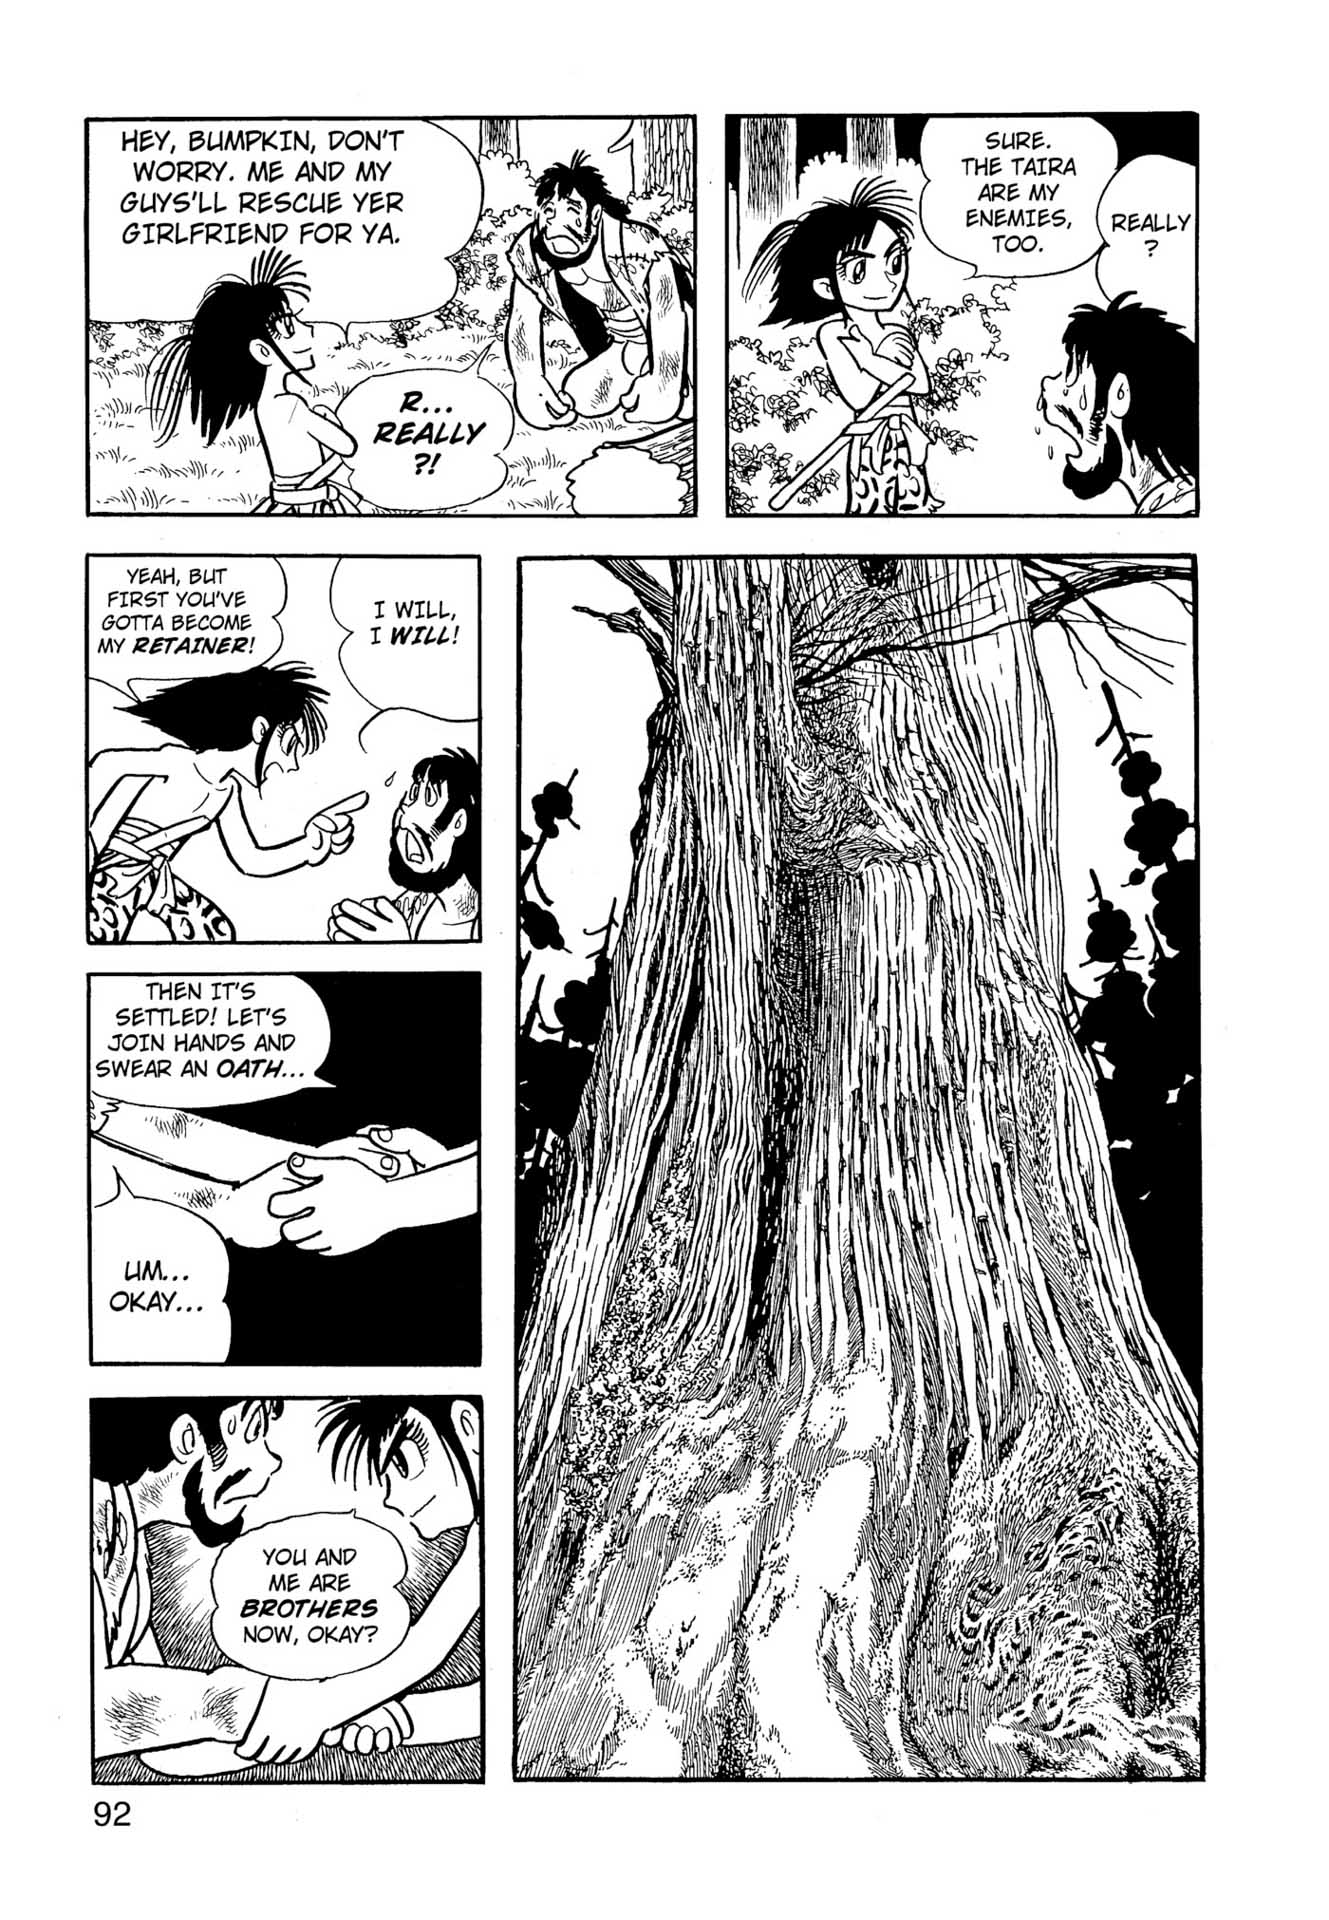 HEY, BUMPKIN, DON'T
WORRY. ME AND MY
GUYS'LL RESCUE YER
GIRLFRIEND FOR YA.
R...
REALLY
?!
SURE.
THE TAIRA
ARE MY
ENEMIES,
TOO.
REALLY
?
YEAH, BUT
FIRST YOU'VE
GOTTA BECOME
MY RETAINER!
I WILL,
I WILL!
THEN IT'S
SETTLED! LET'S
JOIN HANDS AND
SWEAR AN OATH...
UM...
OKAY...
YOU AND
ME ARE
BROTHERS
NOW, OKAY?
92